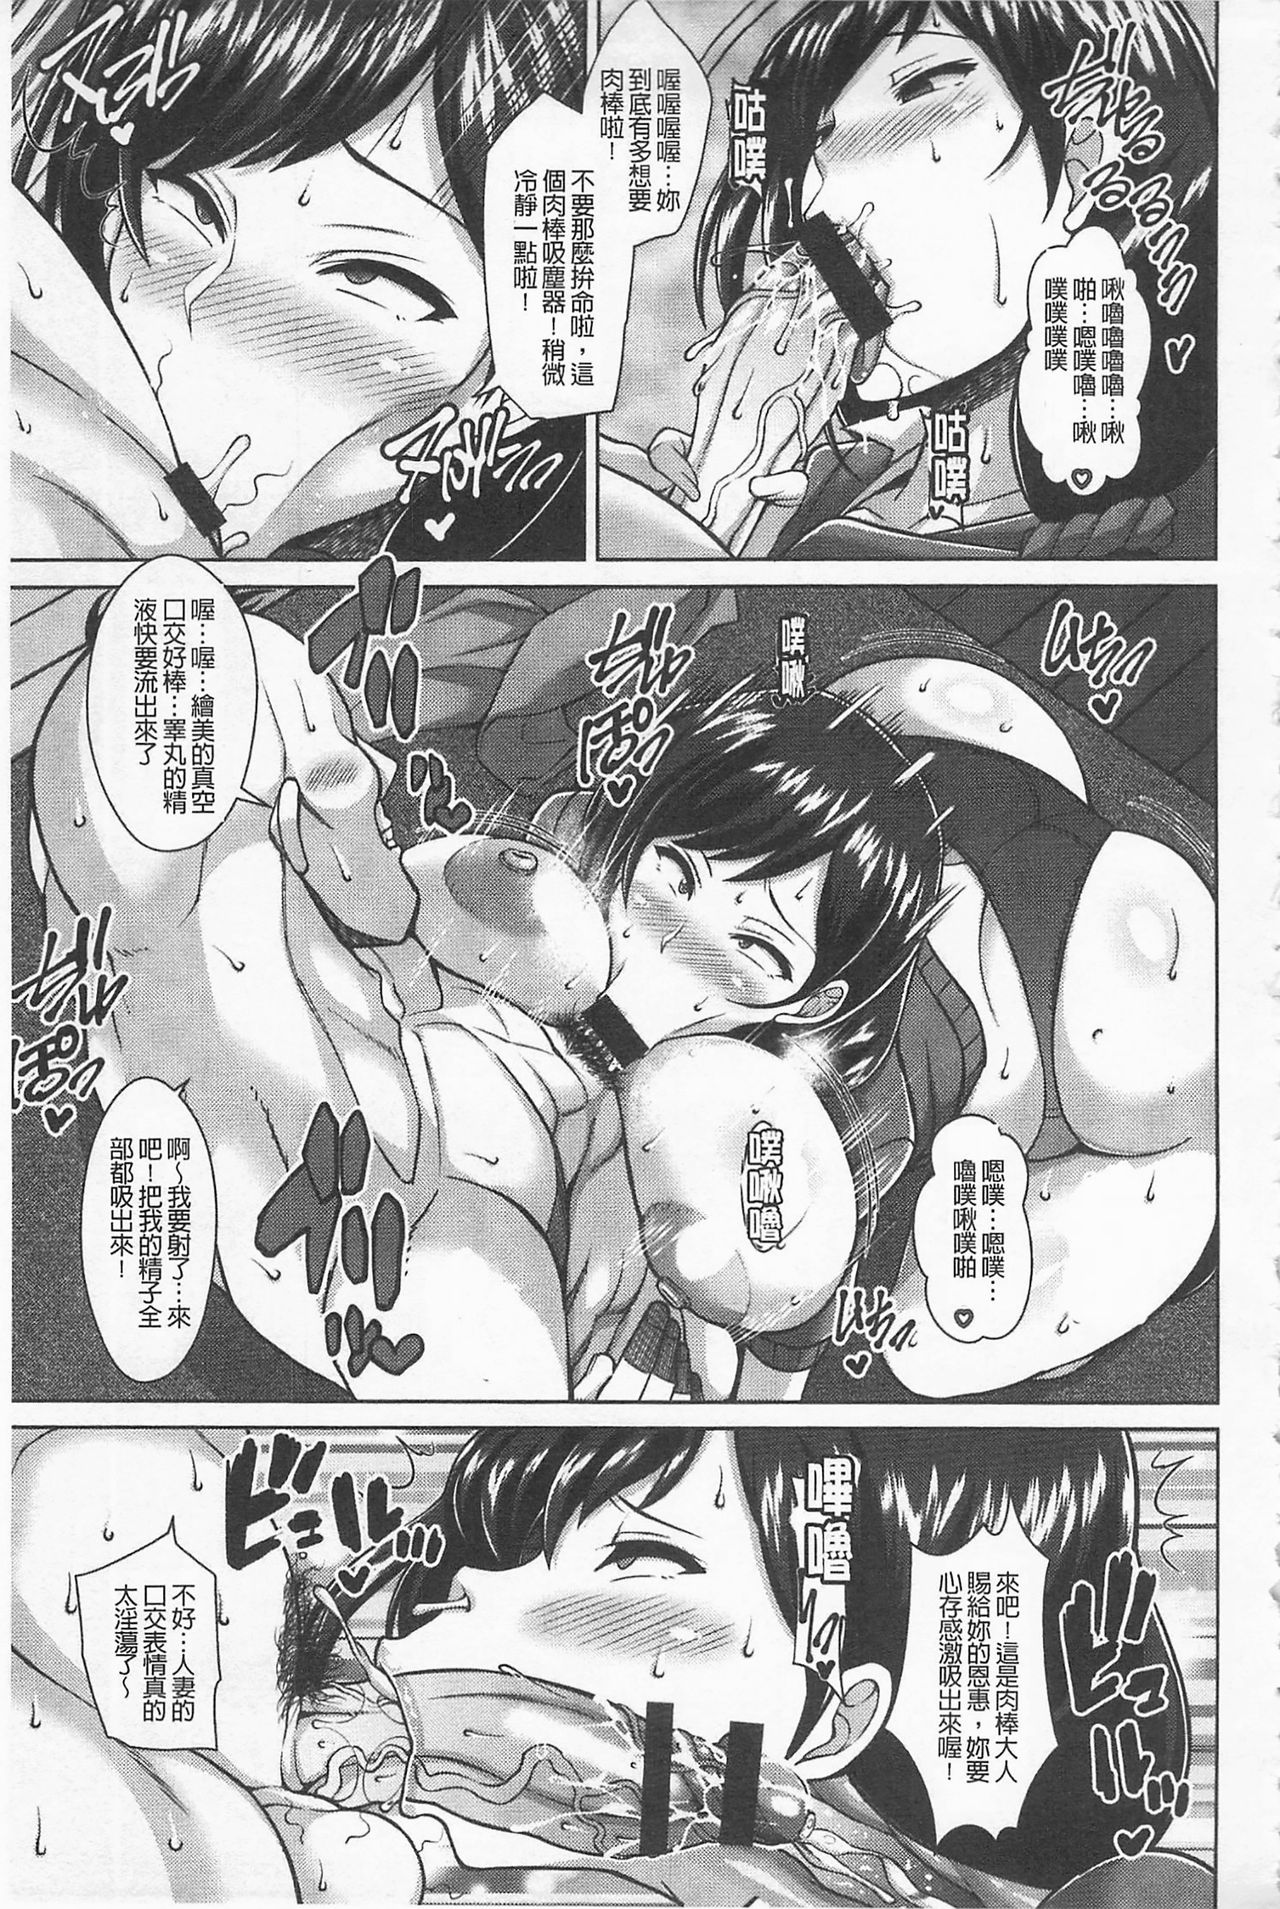 啾嚕嚕嚕嚕…啾
啪…嗯噗嚕…啾
噗噗噗噗♡
咕噗
咕噗
喔喔喔喔…妳
到底有多想要
肉棒啦！
不要那麼拚命啦，這
個肉棒吸塵器！稍微
冷靜一點啦！
噗啾
喔…喔…繪美的真空
口交好棒…睪丸的精
液快要流出來了
嗯噗…嗯噗…
嚕噗啾噗啪♡
噗啾嚕
啊～我要射了…來
吧！把我的精子全
部都吸出來！
來吧！這是肉棒大人
賜給妳的恩惠，妳要
心存感激吸出來喔！
嗶嚕
不好…人妻的
口交表情真的
太淫蕩了～